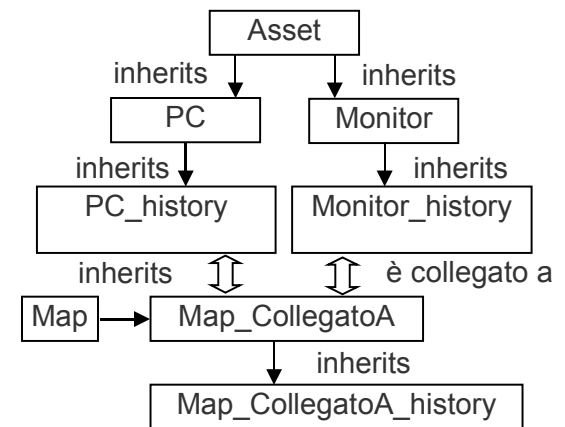 Asset
inherits inherits
PC Monitor
inherits inherits
PC_history Monitor_history
inherits è collegato a
Map Map_CollegatoA
inherits
Map_CollegatoA_history